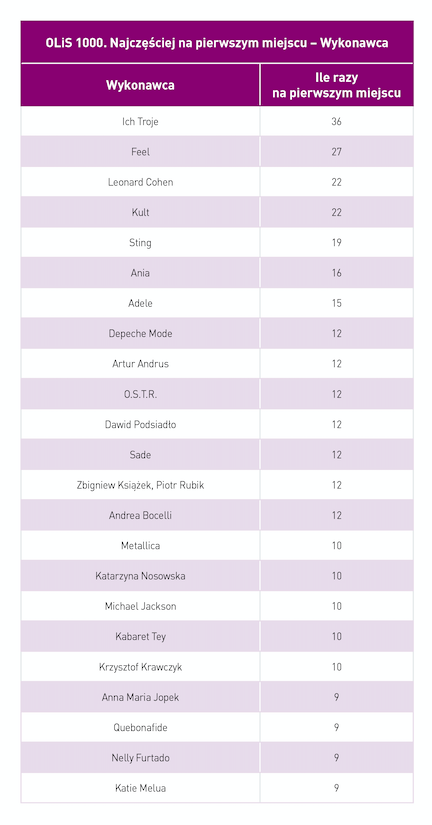 OLiS 1000. Najczęściej na pierwszym miejscu – Wykonawca
Wykonawca Ile razy
na pierwszym miejscu
Ich Troje 36
Feel 27
Leonard Cohen 22
Kult 22
Sting 19
Ania 16
Adele 15
Depeche Mode 12
Artur Andrus 12
O.S.T.R. 12
Dawid Podsiadło 12
Sade 12
Zbigniew Książek, Piotr Rubik 12
Andrea Bocelli 12
Metallica 10
Katarzyna Nosowska 10
Michael Jackson 10
Kabaret Tey 10
Krzysztof Krawczyk 10
Anna Maria Jopek 9
Quebonafide 9
Nelly Furtado 9
Katie Melua 9